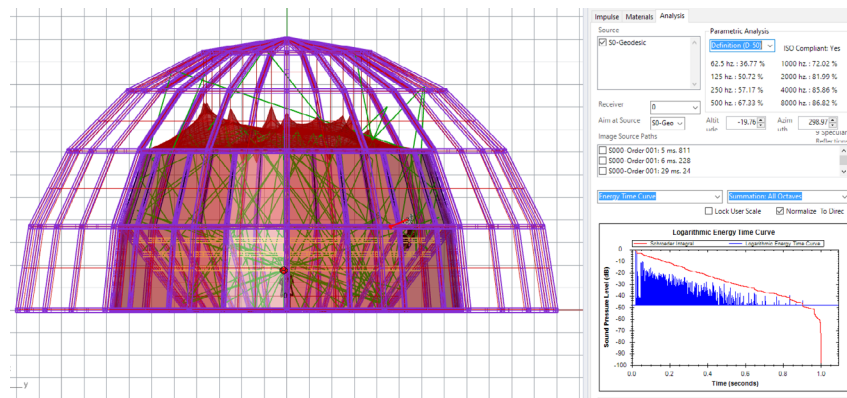 Impulse Materials Analysis
Source
Parametric Analysis
S0-Geodesic
Definition (D-50)
ISO Compliant: Yes
62.5 hz. : 36.77 % 1000 hz. : 72.02 %
125 hz. : 50.72 % 2000 hz. : 81.99 %
250 hz. : 57.17 % 4000 hz. : 85.86 %
500 hz. : 67.33 % 8000 hz. : 86.82 %
Receiver 0
Aim at Source S0-Geo Altit -19.76 Azim 298.97
Image Source Paths 9 Specular
S000-Order 001: 5 ms. 811
S000-Order 001: 6 ms. 228
S000-Order 001: 29 ms. 24
Energy Time Curve Summation: All Octaves
Lock User Scale Normalize To Direc
Logarithmic Energy Time Curve
Schroeder Integral Logarithmic Energy Time Curve
Sound Pressure Level (dB)
0
-10
-20
-30
-40
-50
-60
-70
-80
-90
-100
0.0 0.2 0.4 0.6 0.8 1.0
Time (seconds)
y